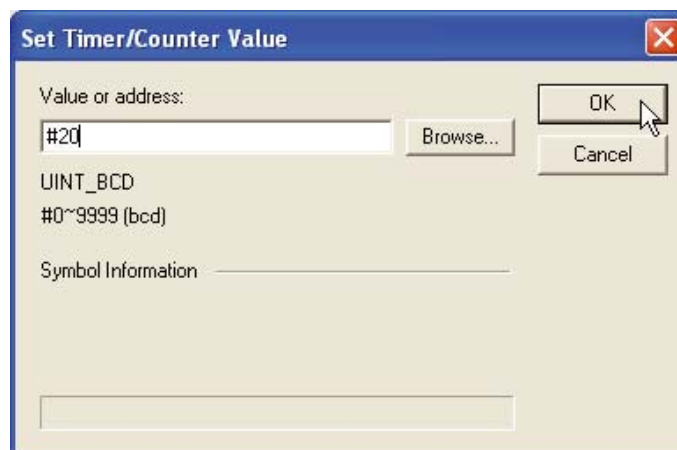 Set Timer/Counter Value
Value or address:
#20
Browse...
OK
Cancel
UINT_BCD
#0~9999 (bcd)
Symbol Information